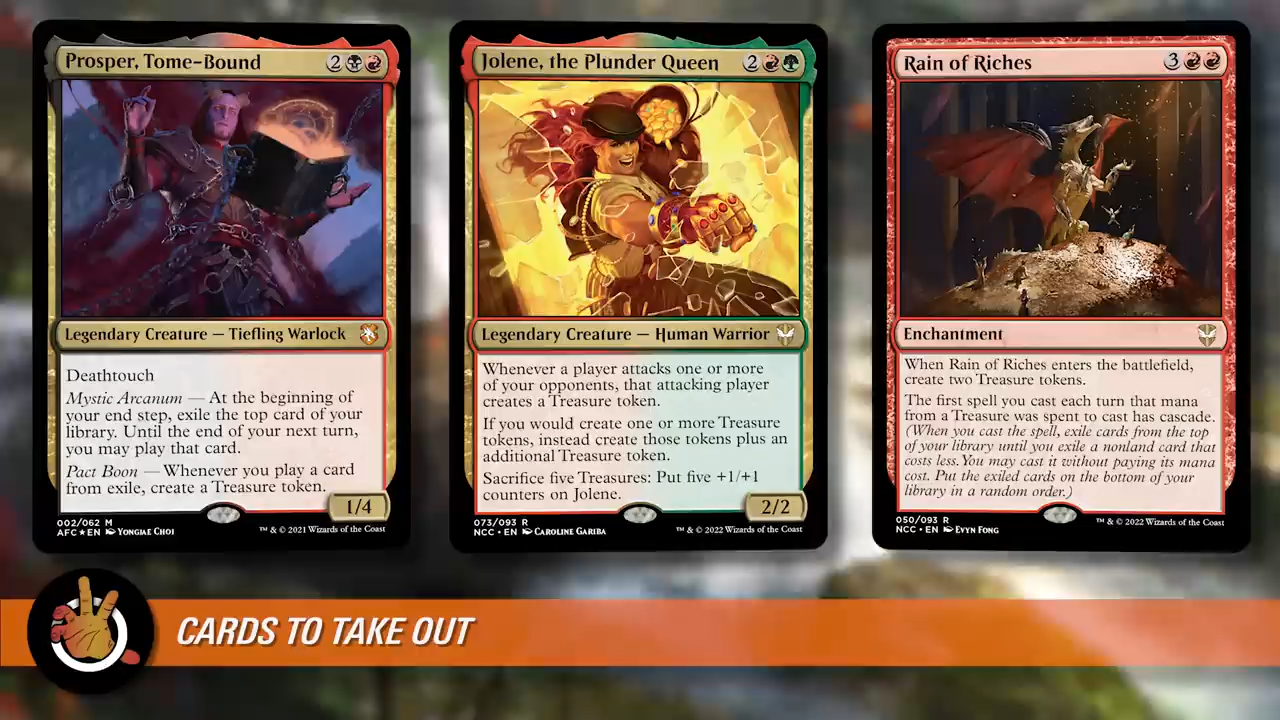 Prosper, Tome-Bound 2
Legendary Creature — Tiefling Warlock
Deathtouch
Mystic Arcanum — At the beginning of
your end step, exile the top card of your
library. Until the end of your next turn,
you may play that card.
Pact Boon — Whenever you play a card
from exile, create a Treasure token.
1/4
002/062 M
AFC ★ EN YONGJAE CHOI
™ & © 2021 Wizards of the Coast
Jolene, the Plunder Queen 2
Legendary Creature — Human Warrior
Whenever a player attacks one or more
of your opponents, that attacking player
creates a Treasure token.
If you would create one or more Treasure
tokens, instead create those tokens plus an
additional Treasure token.
Sacrifice five Treasures: Put five +1/+1
counters on Jolene.
2/2
073/093 R
NCC • EN CAROLINE GARIBA
™ & © 2022 Wizards of the Coast
Rain of Riches 3
Enchantment
When Rain of Riches enters the battlefield,
create two Treasure tokens.
The first spell you cast each turn that mana
from a Treasure was spent to cast has cascade.
(When you cast the spell, exile cards from the top
of your library until you exile a nonland card that
costs less. You may cast it without paying its mana
cost. Put the exiled cards on the bottom of your
library in a random order.)
050/093 R
NCC • EN EVYN FONG
™ & © 2022 Wizards of the Coast
CARDS TO TAKE OUT